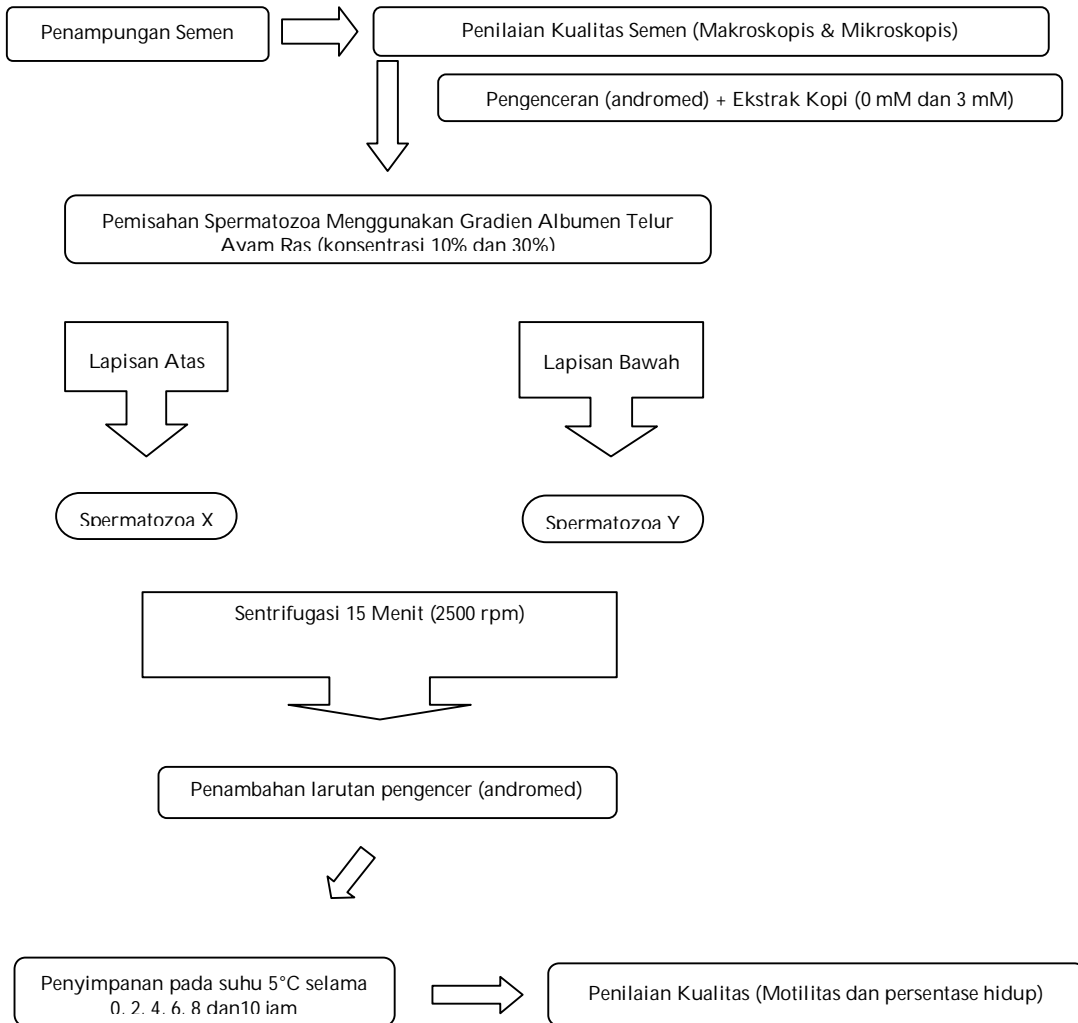 Penampungan Semen
Penilaian Kualitas Semen (Makroskopis & Mikroskopis)
Pengenceran (andromed) + Ekstrak Kopi (0 mM dan 3 mM)
Pemisahan Spermatozoa Menggunakan Gradien Albumen Telur
Ayam Ras (konsentrasi 10% dan 30%)
Lapisan Atas
Lapisan Bawah
Spermatozoa X
Spermatozoa Y
Sentrifugasi 15 Menit (2500 rpm)
Penambahan larutan pengencer (andromed)
Penyimpanan pada suhu 5°C selama
0, 2, 4, 6, 8 dan10 jam
Penilaian Kualitas (Motilitas dan persentase hidup)